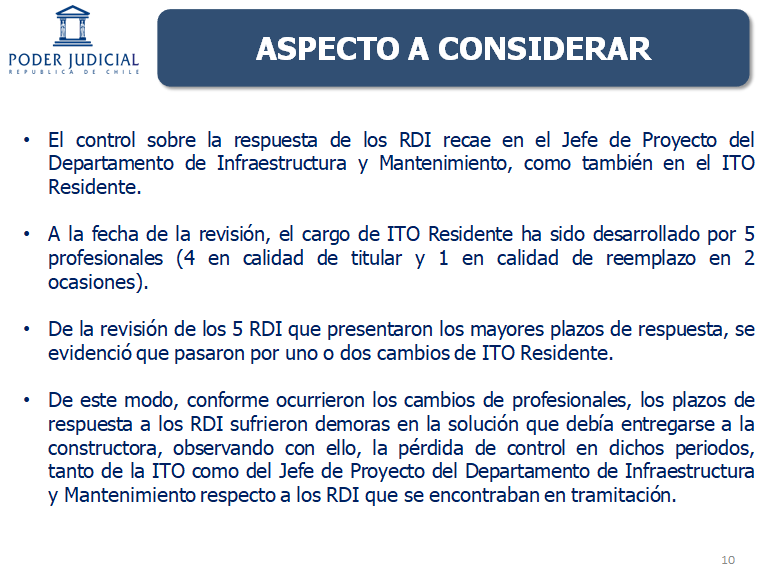 PODER JUDICIAL
REPUBLICA DE CHILE
ASPECTO A CONSIDERAR
• El control sobre la respuesta de los RDI recae en el Jefe de Proyecto del
Departamento de Infraestructura y Mantenimiento, como también en el ITO
Residente.
• A la fecha de la revisión, el cargo de ITO Residente ha sido desarrollado por 5
profesionales (4 en calidad de titular y 1 en calidad de reemplazo en 2
ocasiones).
• De la revisión de los 5 RDI que presentaron los mayores plazos de respuesta, se
evidenció que pasaron por uno o dos cambios de ITO Residente.
• De este modo, conforme ocurrieron los cambios de profesionales, los plazos de
respuesta a los RDI sufrieron demoras en la solución que debía entregarse a la
constructora, observando con ello, la pérdida de control en dichos periodos,
tanto de la ITO como del Jefe de Proyecto del Departamento de Infraestructura
y Mantenimiento respecto a los RDI que se encontraban en tramitación.
10